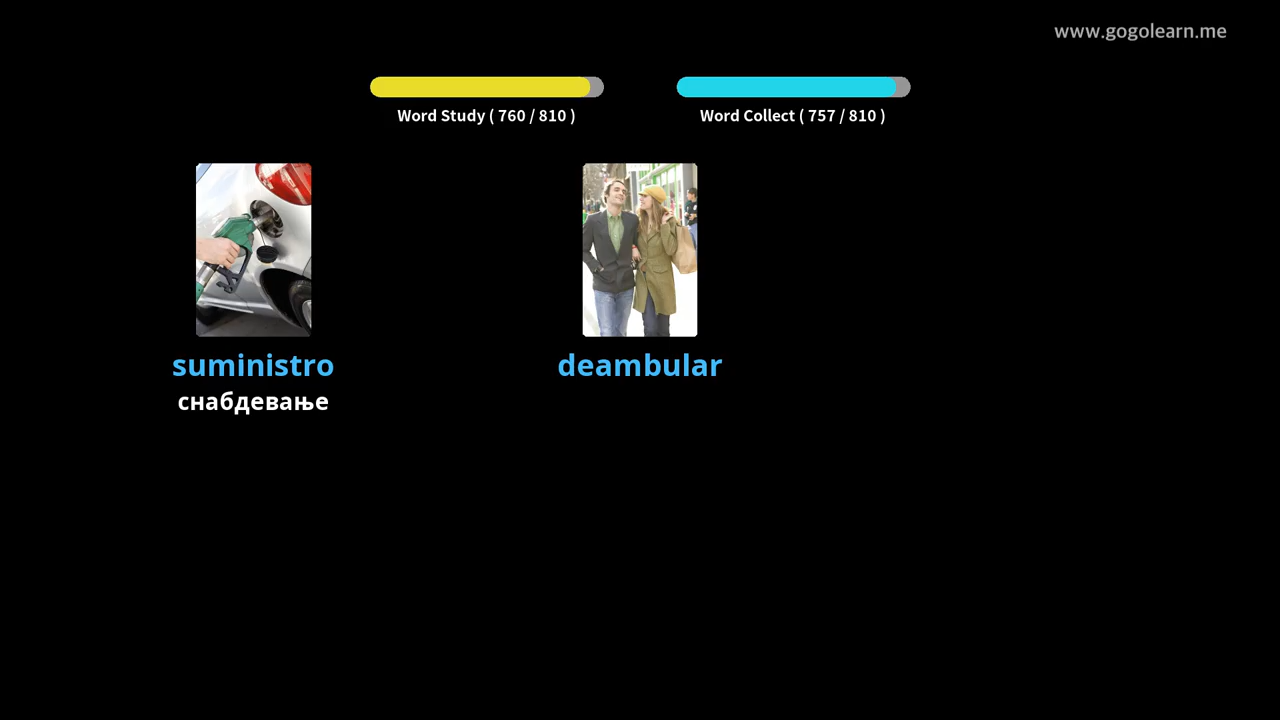 www.gogolearn.me
Word Study ( 760 / 810 )
Word Collect ( 757 / 810 )
suministro
снабдевање
deambular